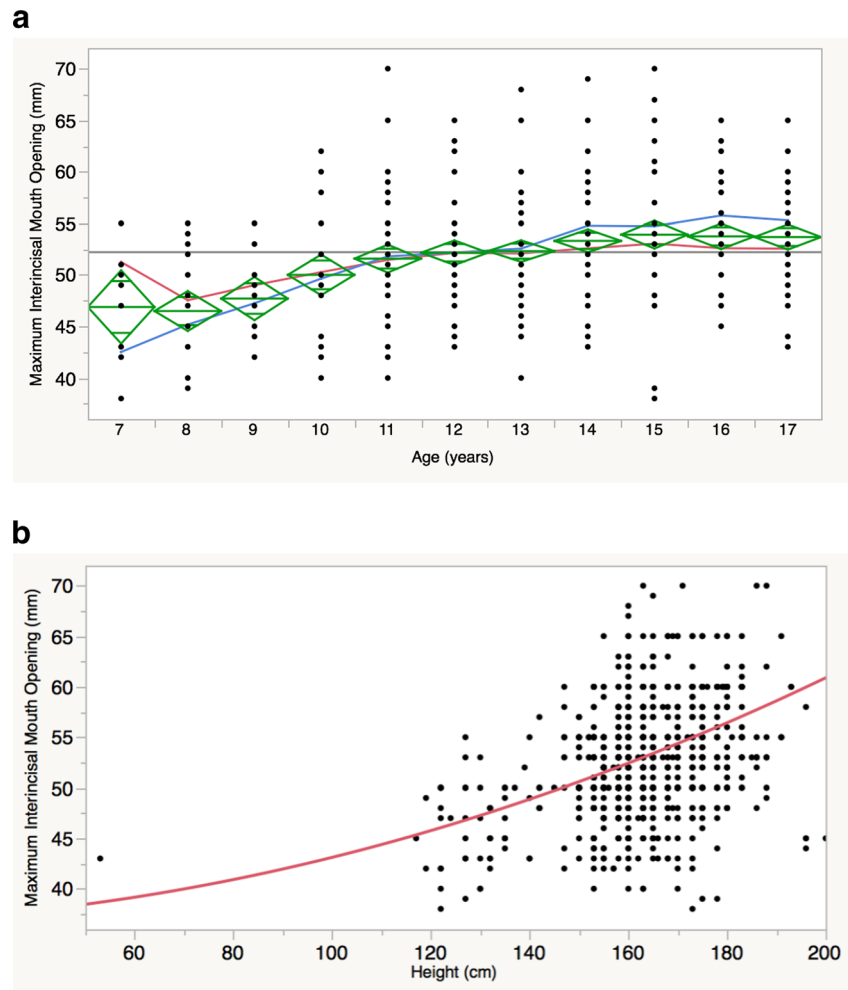 a
Maximum Interincisal Mouth Opening (mm)
70
65
60
55
50
45
40
7 8 9 10 11 12 13 14 15 16 17
Age (years)
b
Maximum Interincisal Mouth Opening (mm)
70
65
60
55
50
45
40
60 80 100 120 140 160 180 200
Height (cm)